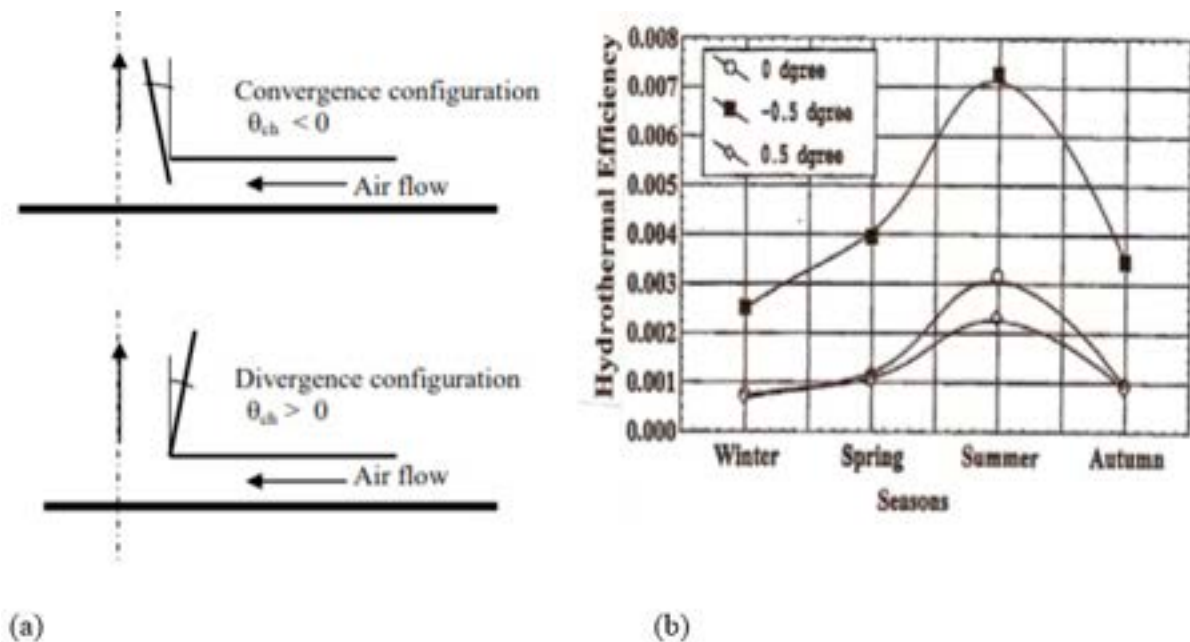 Convergence configuration
θch < 0
Air flow
Divergence configuration
θch > 0
Air flow
(a)
0.008
0.007
0.006
0.005
0.004
0.003
0.002
0.001
0.000
Hydrothermal Efficiency
0 dgree
-0.5 dgree
0.5 dgree
Winter Spring Summer Autumn
Seasons
(b)